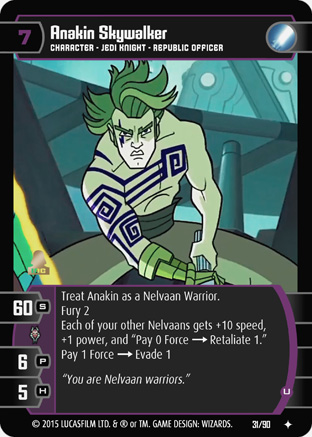 7
Anakin Skywalker
CHARACTER - JEDI KNIGHT - REPUBLIC OFFICER
60 S
6 P
5 H
Treat Anakin as a Nelvaan Warrior.
Fury 2
Each of your other Nelvaans gets +10 speed,
+1 power, and “Pay 0 Force → Retaliate 1.”
Pay 1 Force → Evade 1
“You are Nelvaan warriors.”
U
© 2015 LUCASFILM LTD. & ® or TM. GAME DESIGN: WIZARDS.
31/90